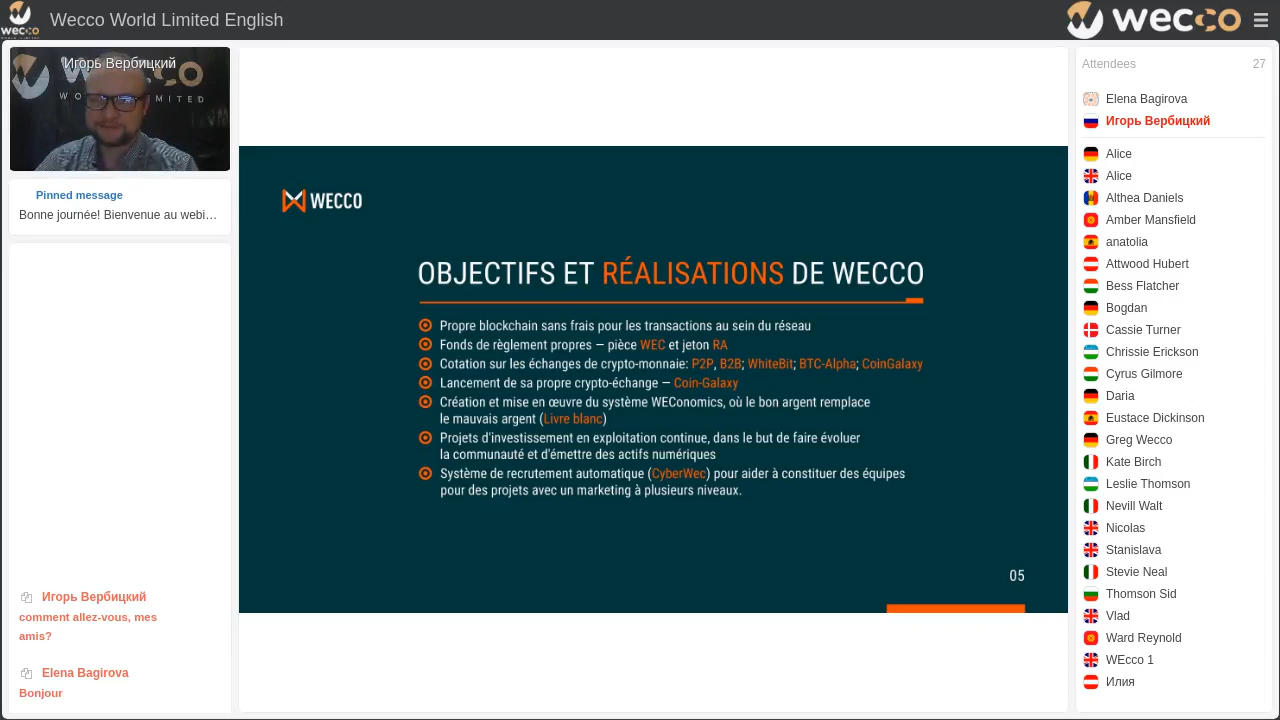 wecco
Wecco World Limited English
wecco
Игорь Вербицкий
Pinned message
Bonne journée! Bienvenue au webi…
Игорь Вербицкий
comment allez-vous, mes
amis?
Elena Bagirova
Bonjour
WECCO
OBJECTIFS ET RÉALISATIONS DE WECCO
Propre blockchain sans frais pour les transactions au sein du réseau
Fonds de règlement propres — pièce WEC et jeton RA
Cotation sur les échanges de crypto-monnaie: P2P, B2B; WhiteBit; BTC-Alpha; CoinGalaxy
Lancement de sa propre crypto-échange — Coin-Galaxy
Création et mise en œuvre du système WEConomics, où le bon argent remplace
le mauvais argent (Livre blanc)
Projets d'investissement en exploitation continue, dans le but de faire évoluer
la communauté et d'émettre des actifs numériques
Système de recrutement automatique (CyberWec) pour aider à constituer des équipes
pour des projets avec un marketing à plusieurs niveaux.
05
Attendees 27
Elena Bagirova
Игорь Вербицкий
Alice
Alice
Althea Daniels
Amber Mansfield
anatolia
Attwood Hubert
Bess Flatcher
Bogdan
Cassie Turner
Chrissie Erickson
Cyrus Gilmore
Daria
Eustace Dickinson
Greg Wecco
Kate Birch
Leslie Thomson
Nevill Walt
Nicolas
Stanislava
Stevie Neal
Thomson Sid
Vlad
Ward Reynold
WEcco 1
Илия